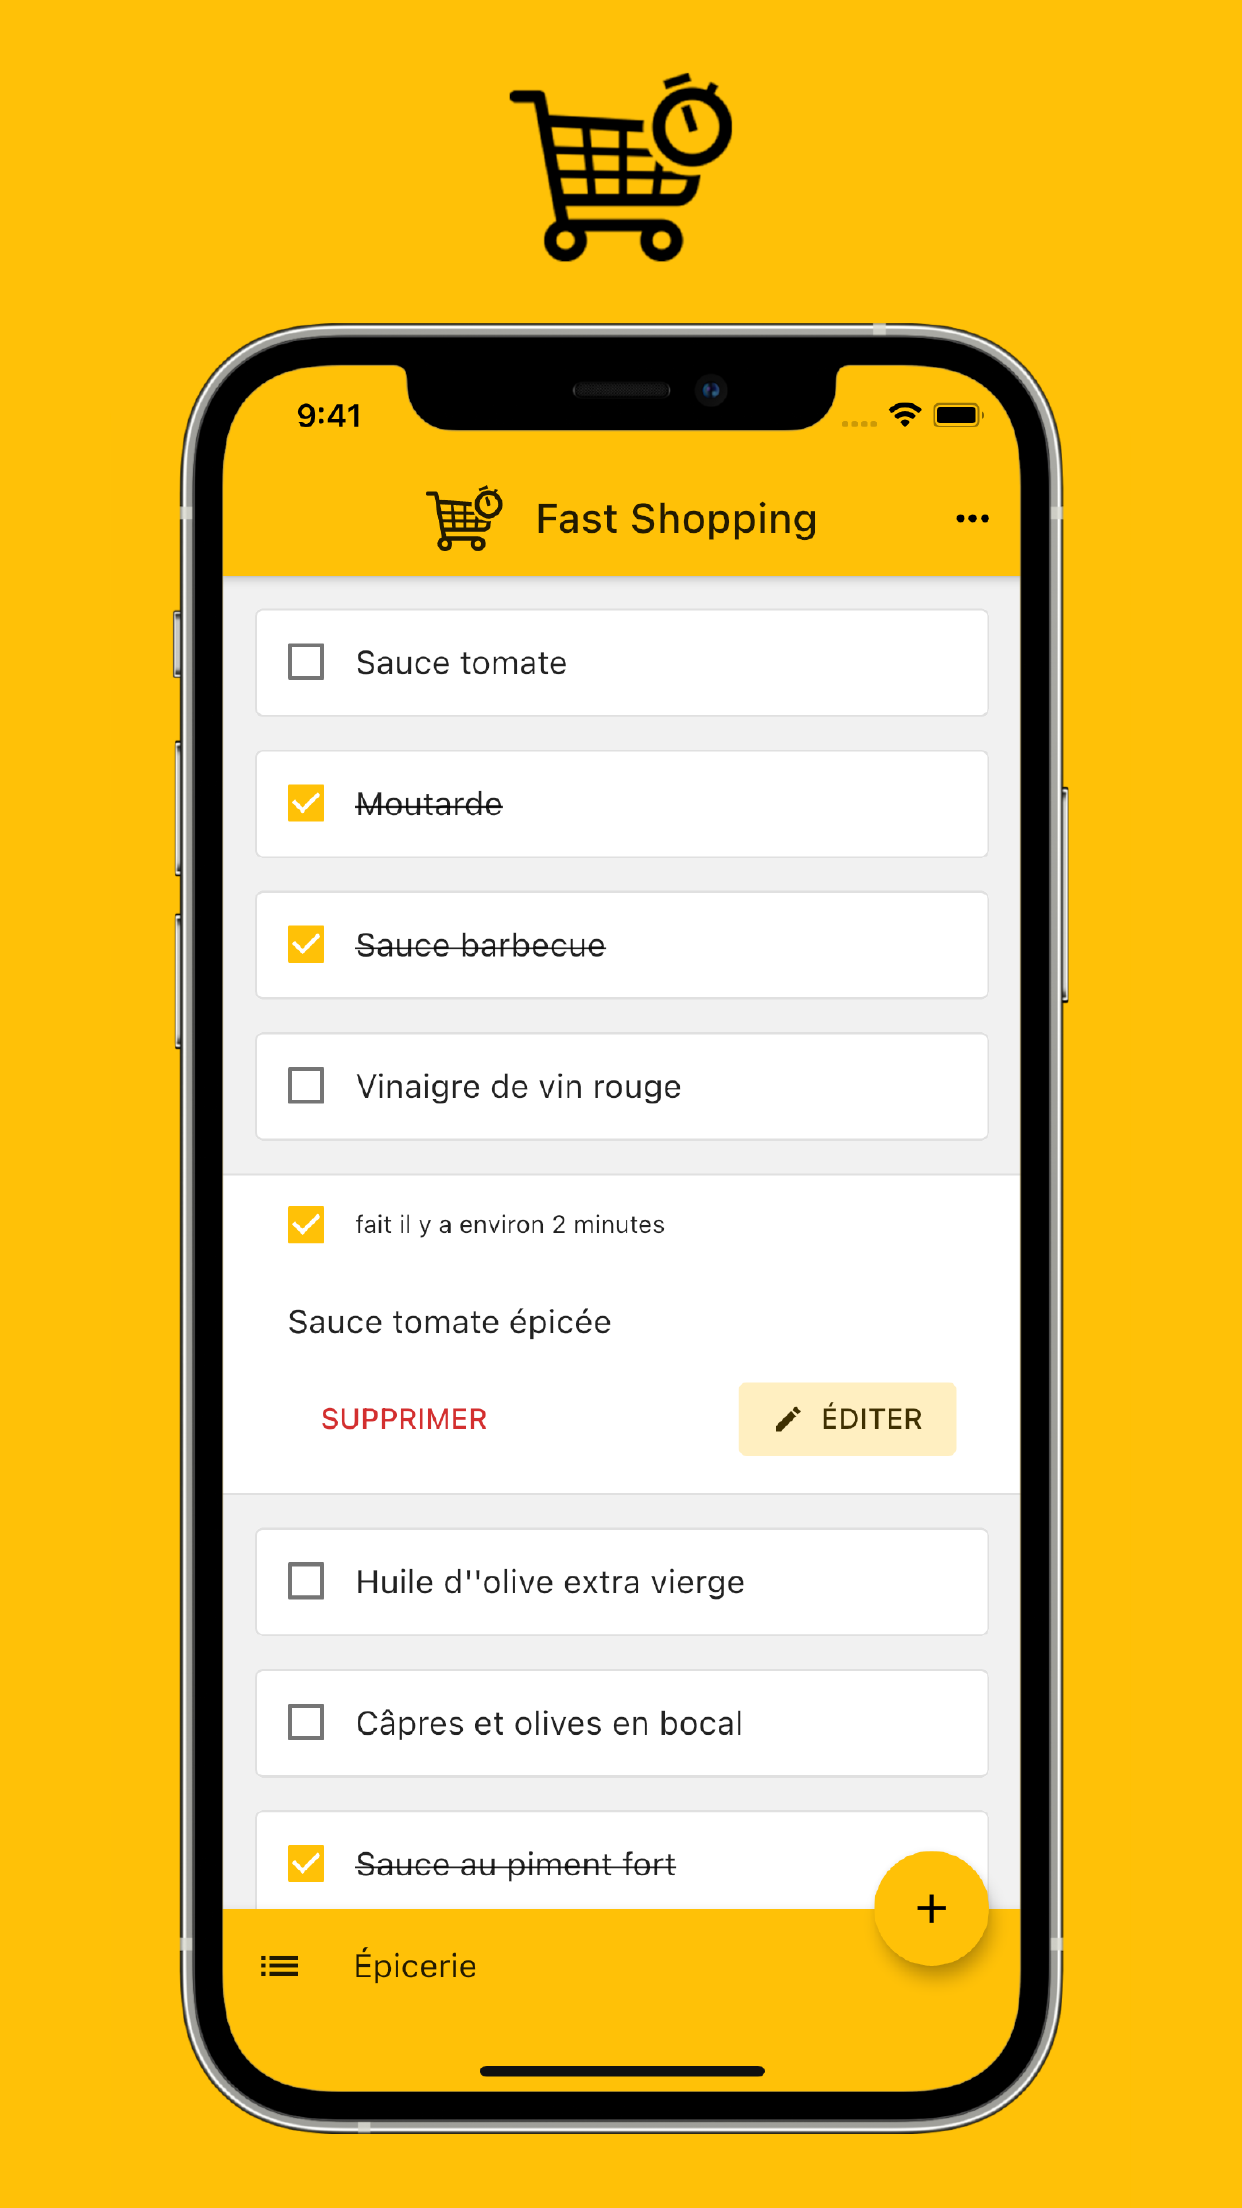 9:41
Fast Shopping
Sauce tomate
Moutarde
Sauce barbecue
Vinaigre de vin rouge
fait il y a environ 2 minutes
Sauce tomate épicée
SUPPRIMER
ÉDITER
Huile d''olive extra vierge
Câpres et olives en bocal
Sauce au piment fort
Épicerie